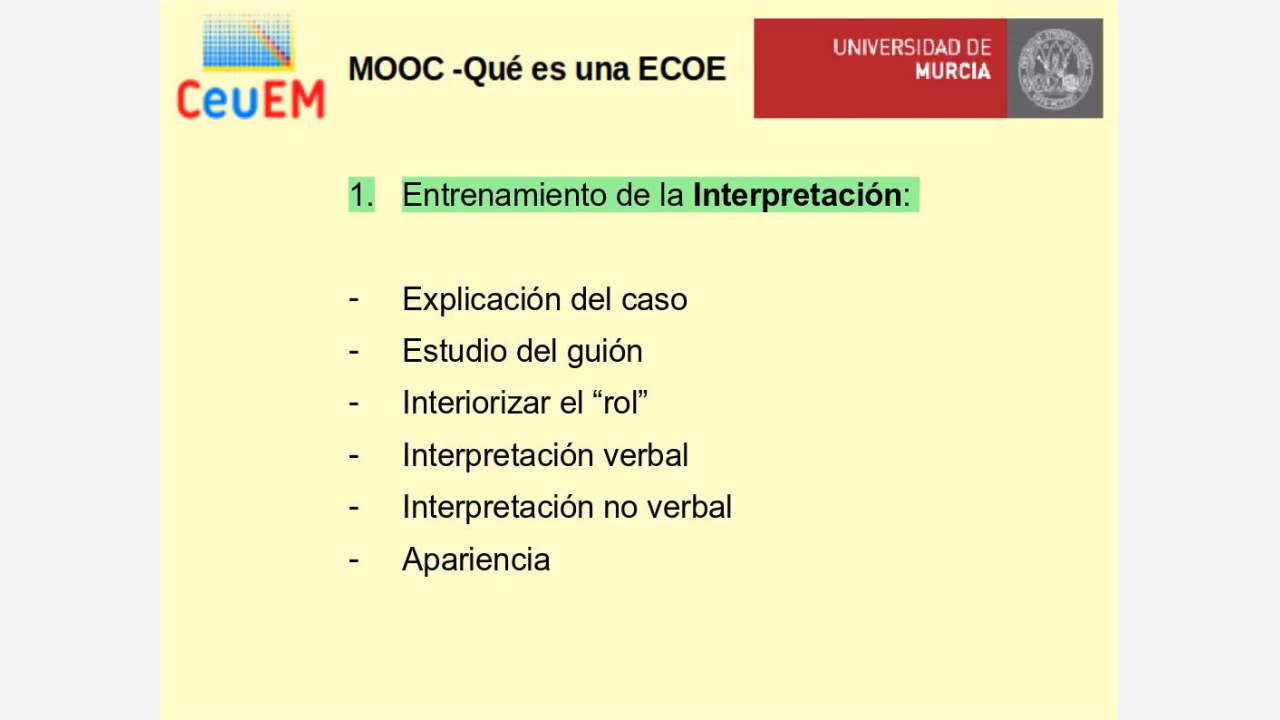 CeuEM
MOOC -Qué es una ECOE
UNIVERSIDAD DE
MURCIA
1. Entrenamiento de la Interpretación:
- Explicación del caso
- Estudio del guión
- Interiorizar el “rol”
- Interpretación verbal
- Interpretación no verbal
- Apariencia